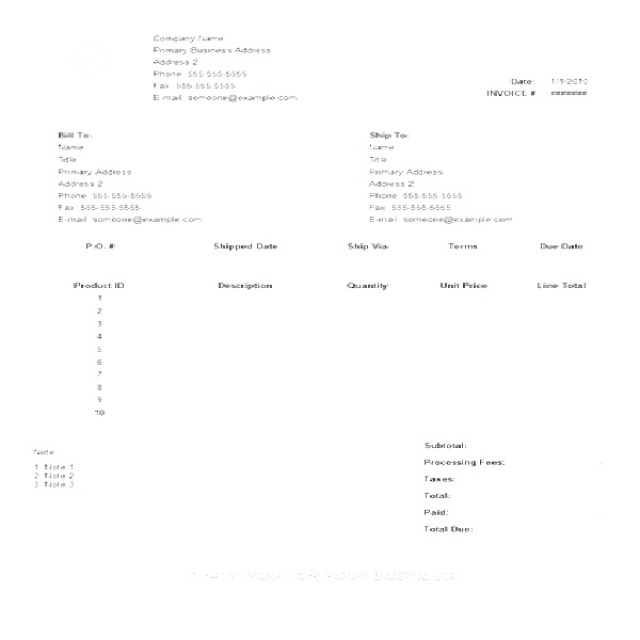 Company Name
Primary Business Address
Address 2
Phone: 555-555-5555
Fax: 555-555-5555
E-mail: someone@example.com
Date: 1/1/2010
INVOICE # #######
Bill To:
Name
Title
Primary Address
Address 2
Phone: 555-555-5555
Fax: 555-555-5555
E-mail: someone@example.com
Ship To:
Name
Title
Primary Address
Address 2
Phone: 555-555-5555
Fax: 555-555-5555
E-mail: someone@example.com
P.O. # Shipped Date Ship Via Terms Due Date
Product ID Description Quantity Unit Price Line Total
1
2
3
4
5
6
7
8
9
10
Note
1 Note 1
2 Note 2
3 Note 3
Subtotal:
Processing Fees:
Taxes:
Total:
Paid:
Total Due:
THANK YOU FOR YOUR BUSINESS